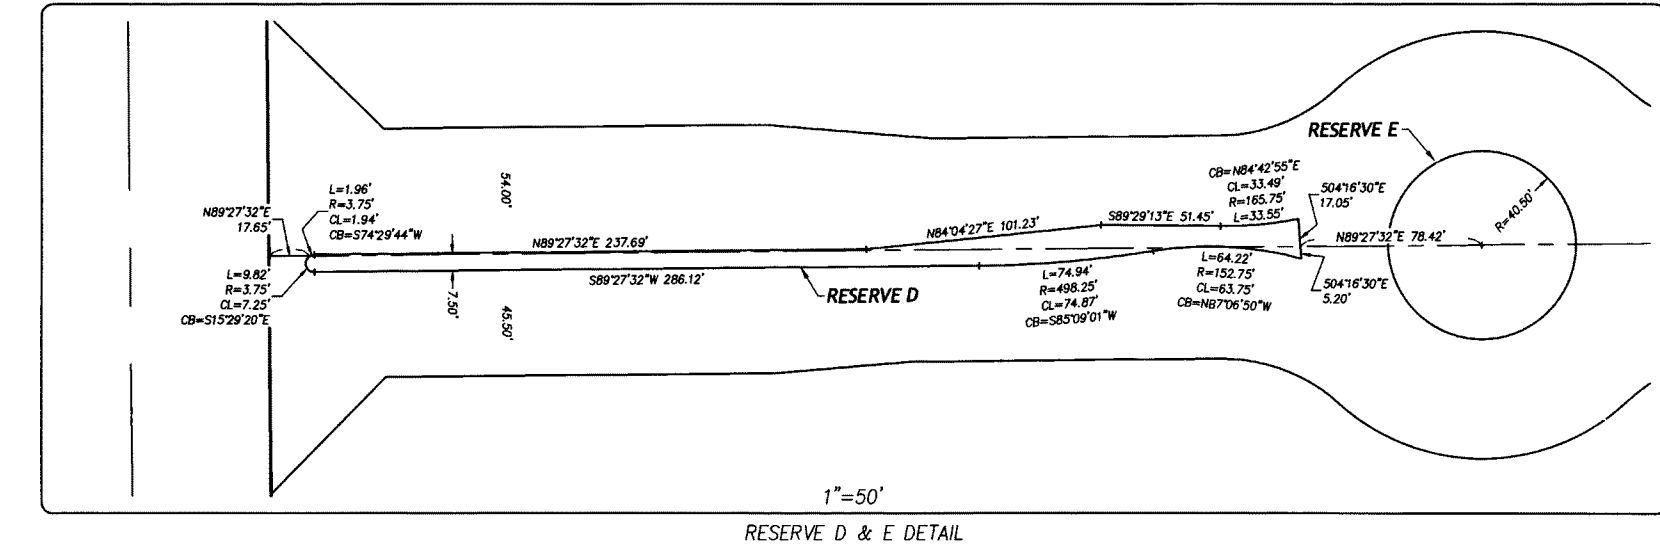 RESERVE E
CB=N84°42'55"E
CL=33.49'
R=165.75'
L=33.55'
S04°16'30"E
17.05'
R=40.50'
L=1.96'
R=3.75'
CL=1.94'
CB=S74°29'44"W
54.00'
N89°27'32"E
17.65'
N89°27'32"E 237.69'
N84°04'27"E 101.23'
S89°29'13"E 51.45'
N89°27'32"E 78.42'
L=9.82'
R=3.75'
CL=7.25'
CB=S15°29'20"E
S89°27'32"W 286.12'
7.50'
45.50'
RESERVE D
L=74.94'
R=498.25'
CL=74.87'
CB=S85°09'01"W
L=64.22'
R=152.75'
CL=63.75'
CB=N87°06'50"W
S04°16'30"E
5.20'
1"=50'
RESERVE D & E DETAIL